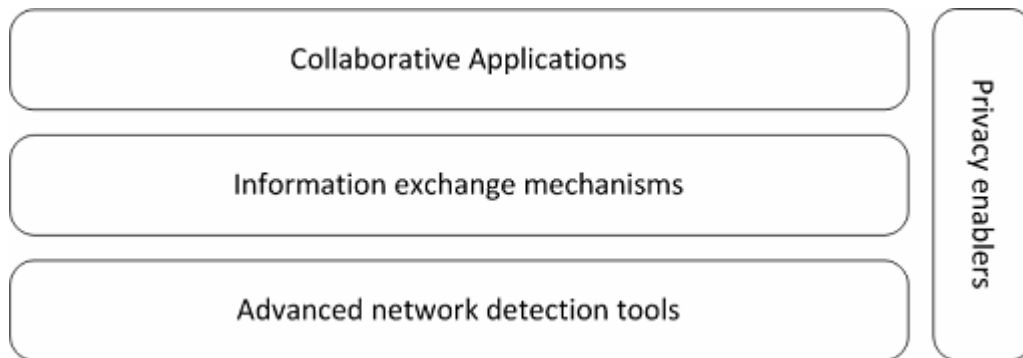 Collaborative Applications
Information exchange mechanisms
Advanced network detection tools
Privacy enablers